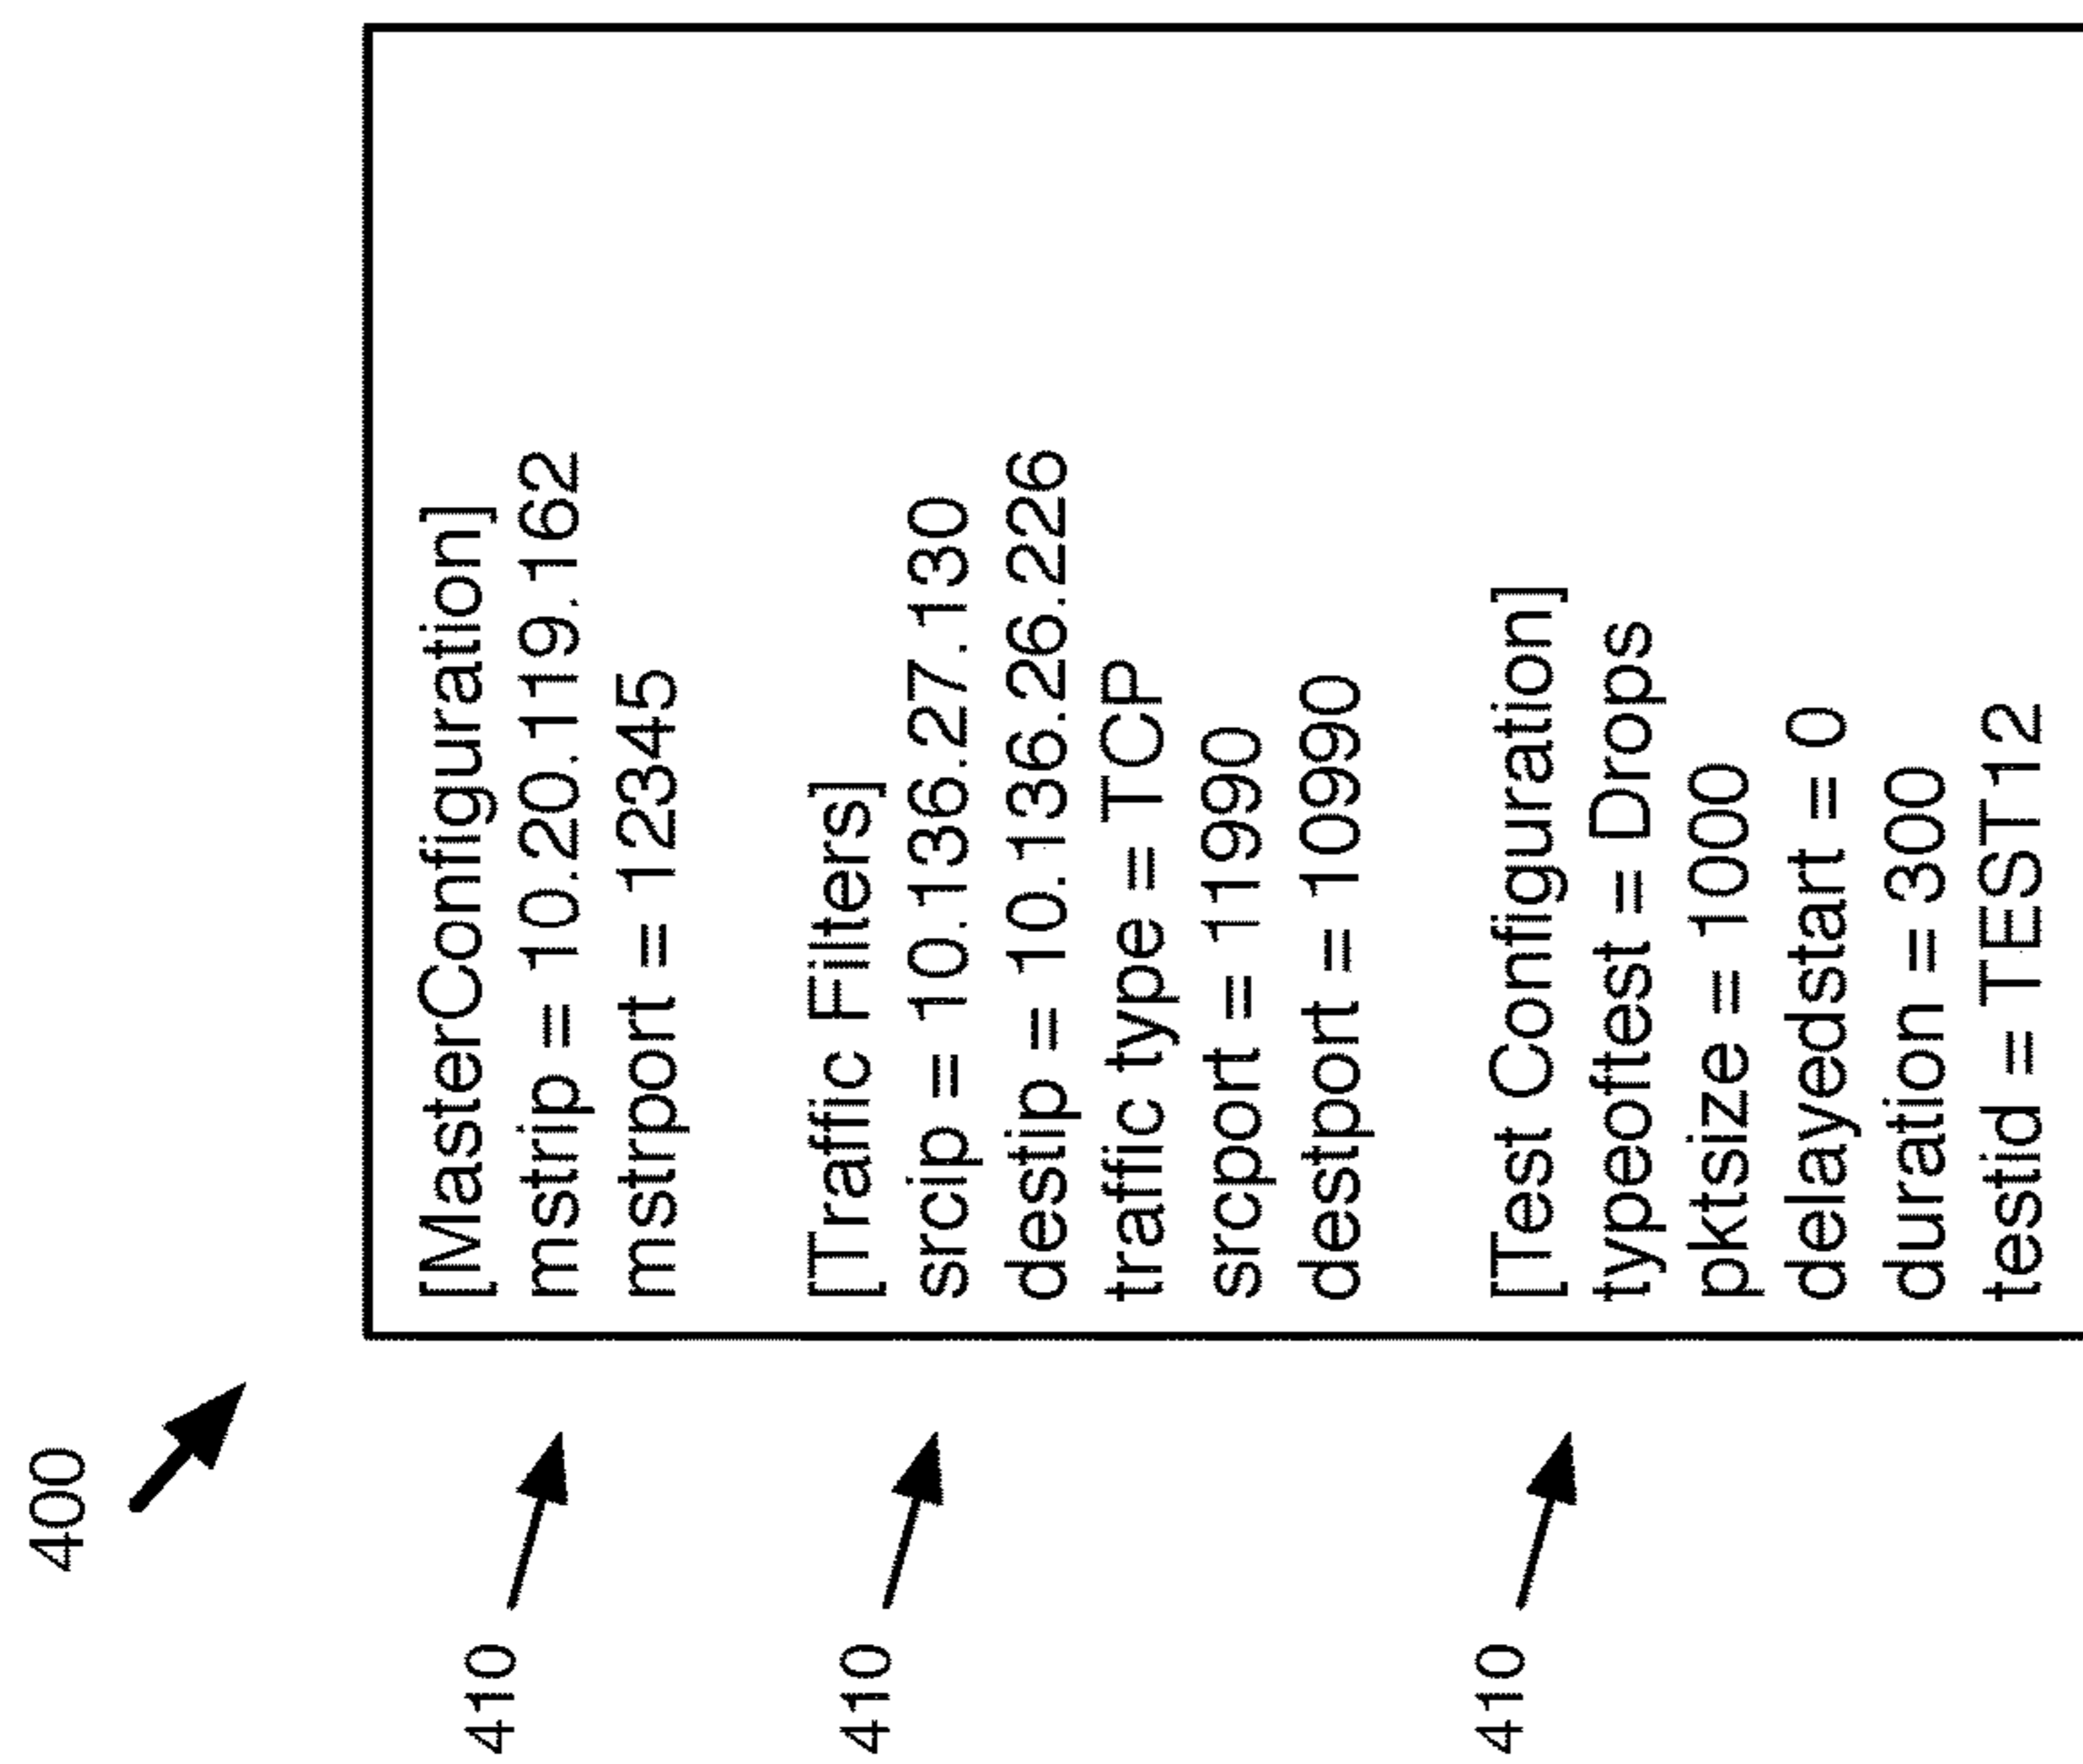 400
410
[MasterConfiguration]
mstrip = 10.20.119.162
mstrport = 12345
410
[Traffic Filters]
srcip = 10.136.27.130
destip = 10.136.26.226
traffic type = TCP
srcport = 11990
destport = 10990
410
[Test Configuration]
typeoftest = Drops
pktsize = 1000
delayedstart = 0
duration = 300
testid = TEST12